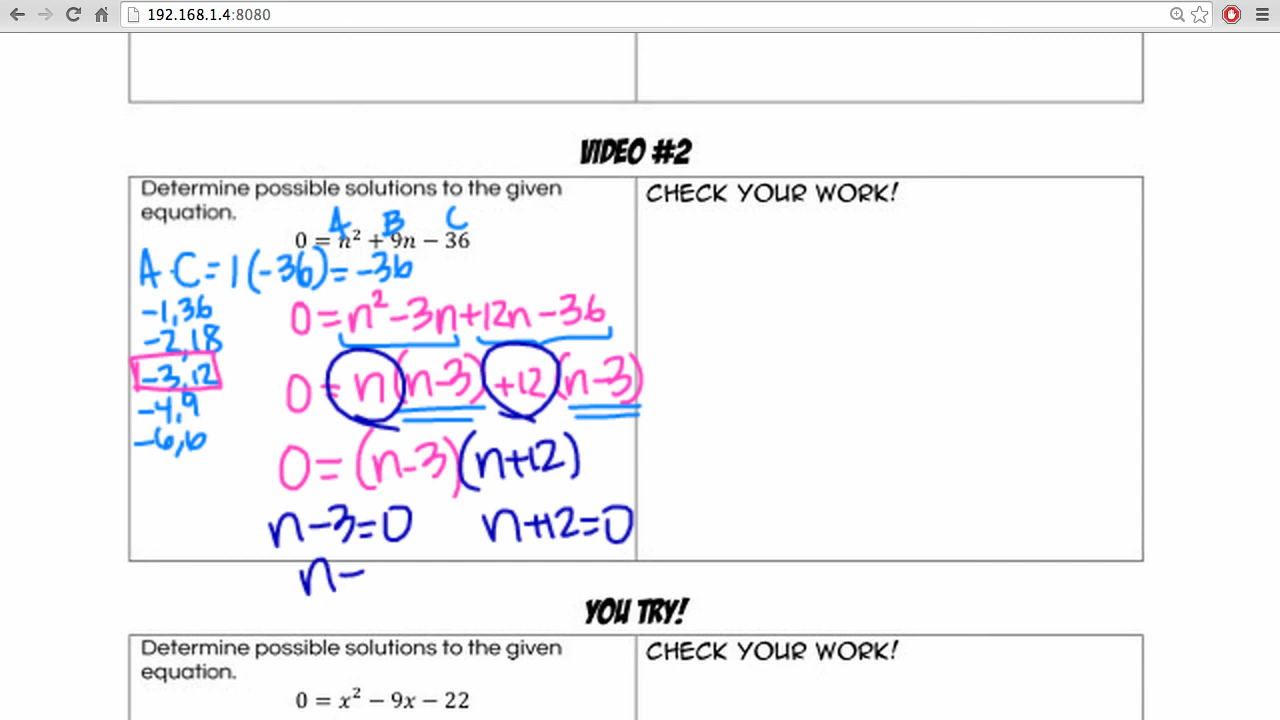 192.168.1.4:8080
VIDEO #2
Determine possible solutions to the given
equation.
A B C
0 = n² + 9n − 36
A C = 1(-36) = -36
-1,36
-2,18
-3,12
-4,9
-6,6
0 = n² - 3n + 12n - 36
0 = n(n-3) +12(n-3)
0 = (n-3)(n+12)
n-3=0 n+12=0
n-
CHECK YOUR WORK!
YOU TRY!
Determine possible solutions to the given
equation.
0 = x² − 9x − 22
CHECK YOUR WORK!